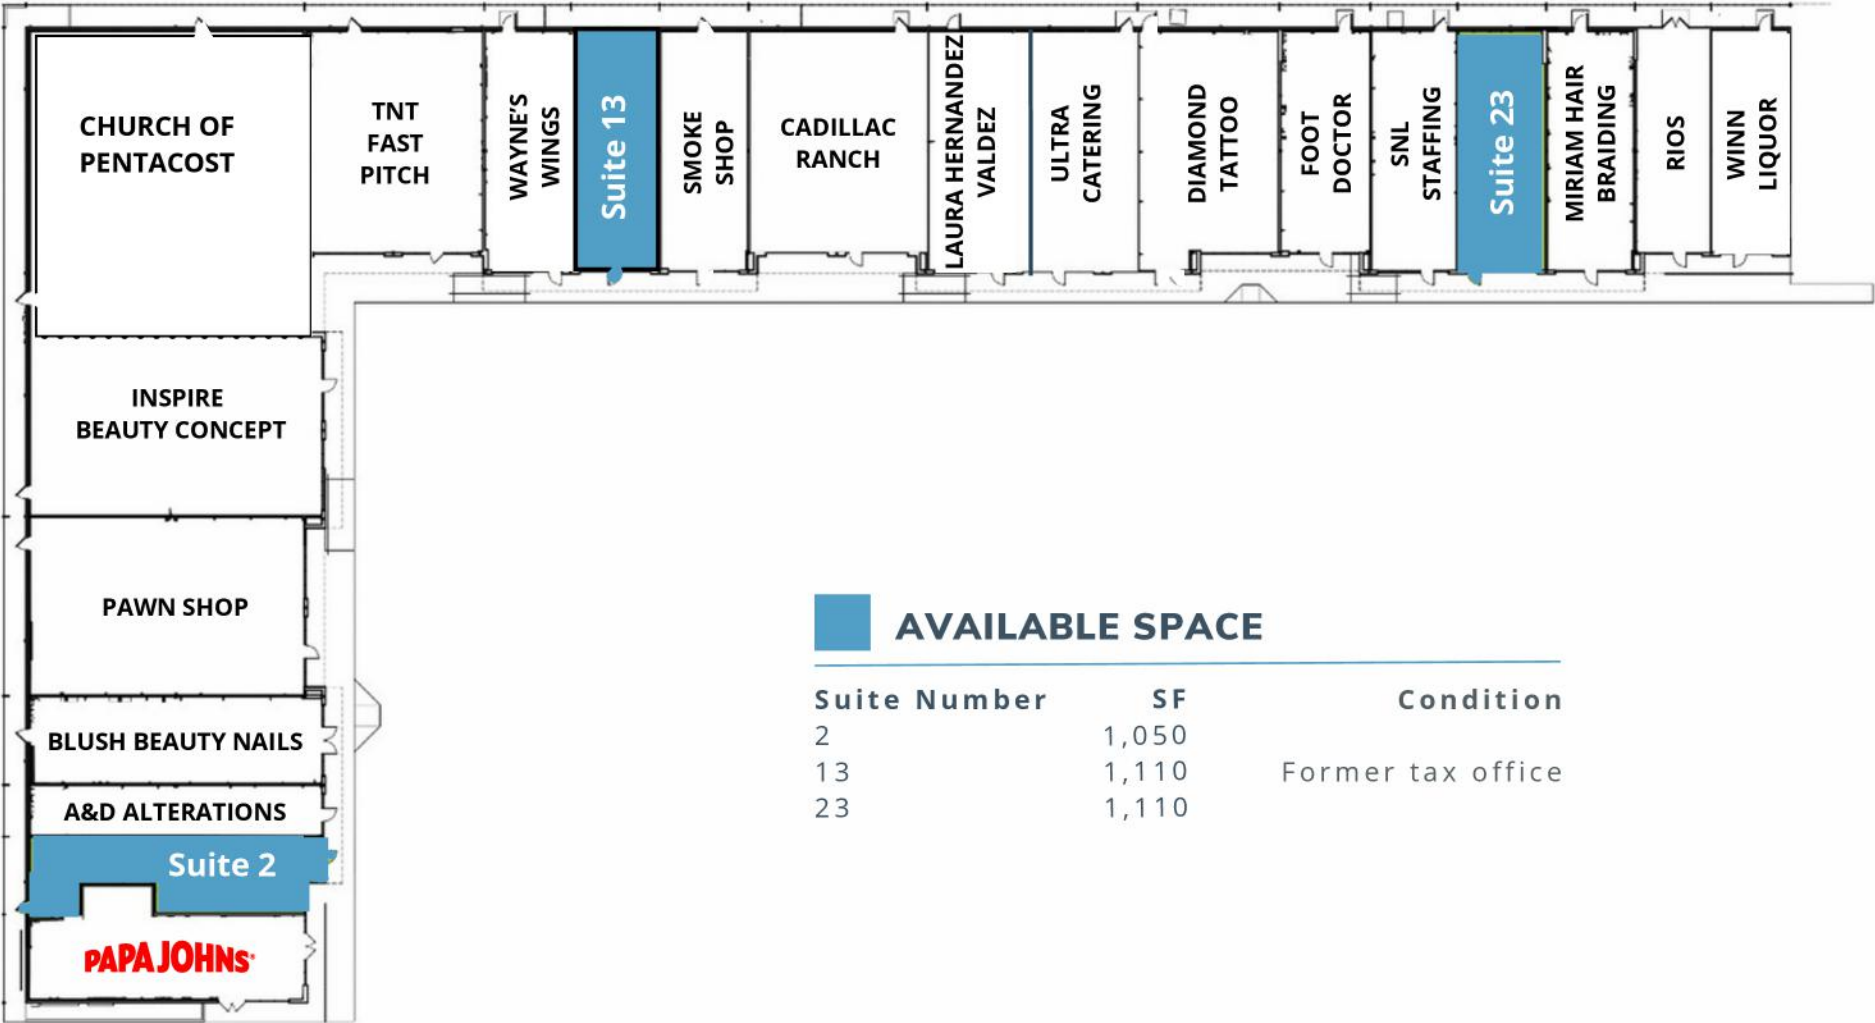 CHURCH OF
PENTACOST
TNT
FAST
PITCH
WAYNE'S
WINGS
Suite 13
SMOKE
SHOP
CADILLAC
RANCH
LAURA HERNANDEZ
VALDEZ
ULTRA
CATERING
DIAMOND
TATTOO
FOOT
DOCTOR
SNL
STAFFING
Suite 23
MIRIAM HAIR
BRAIDING
RIOS
WINN
LIQUOR
INSPIRE
BEAUTY CONCEPT
PAWN SHOP
BLUSH BEAUTY NAILS
A&D ALTERATIONS
Suite 2
PAPA JOHNS®
AVAILABLE SPACE
Suite Number SF Condition
2 1,050
13 1,110 Former tax office
23 1,110